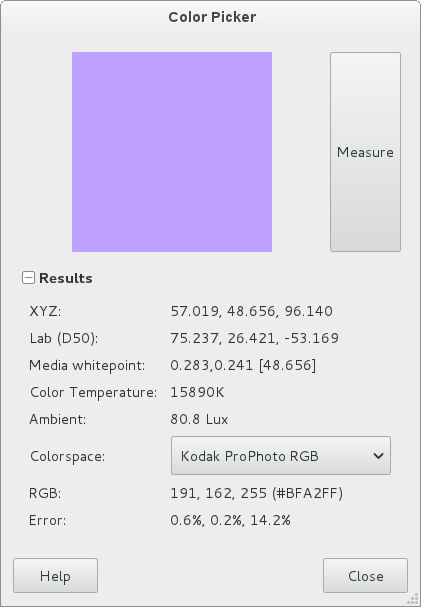 Color Picker
Measure
Results
XYZ: 57.019, 48.656, 96.140
Lab (D50): 75.237, 26.421, -53.169
Media whitepoint: 0.283,0.241 [48.656]
Color Temperature: 15890K
Ambient: 80.8 Lux
Colorspace: Kodak ProPhoto RGB
RGB: 191, 162, 255 (#BFA2FF)
Error: 0.6%, 0.2%, 14.2%
Help Close